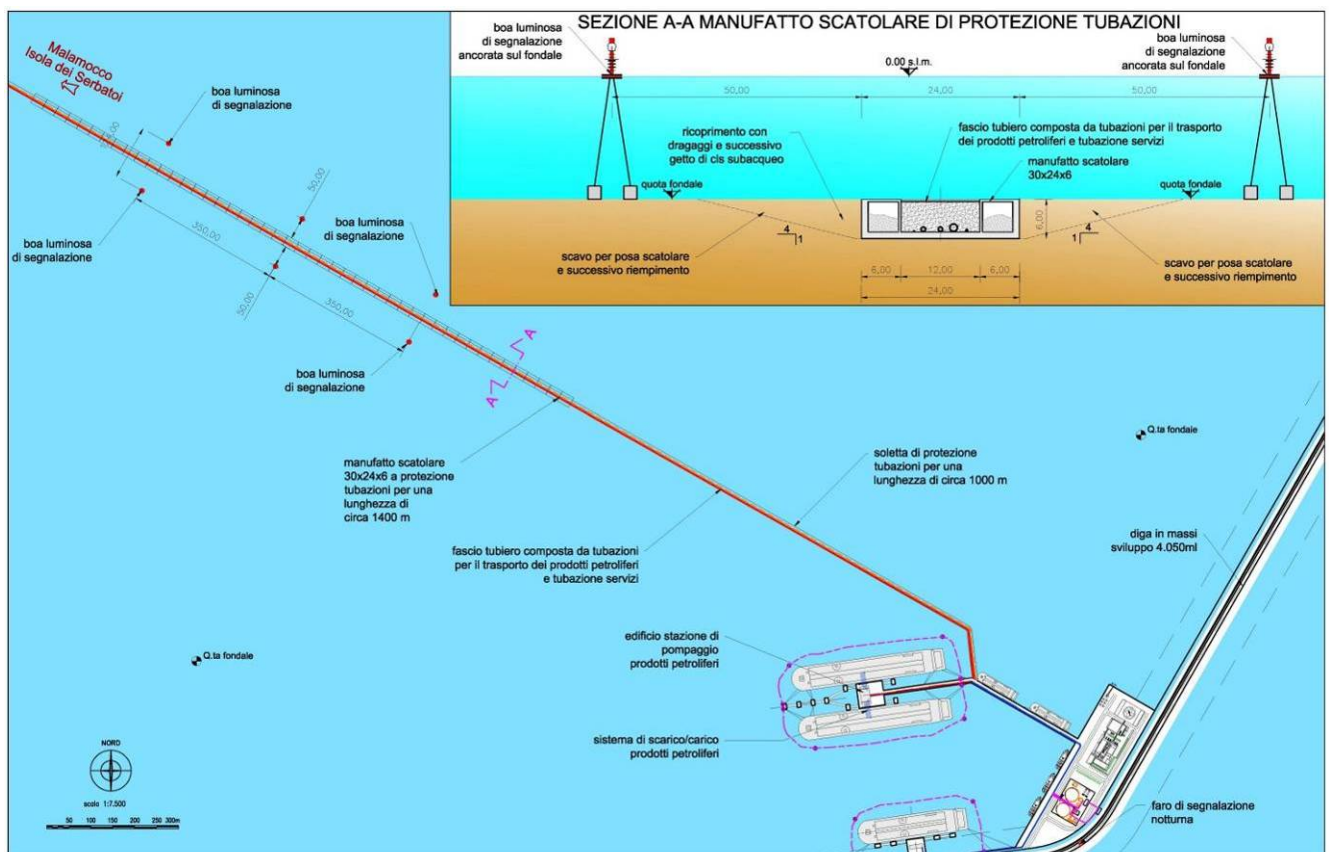 SEZIONE A-A MANUFATTO SCATOLARE DI PROTEZIONE TUBAZIONI
boa luminosa
di segnalazione
ancorata sul fondale
0.00 s.l.m.
boa luminosa
di segnalazione
ancorata sul fondale
50,00
24,00
50,00
ricoprimento con
dragaggi e successivo
getto di cls subacqueo
fascio tubiero composta da tubazioni per il trasporto
dei prodotti petroliferi e tubazione servizi
manufatto scatolare
30x24x6
quota fondale
quota fondale
6,00
4
1
4
1
scavo per posa scatolare
e successivo riempimento
scavo per posa scatolare
e successivo riempimento
6,00
12,00
6,00
24,00
Malamocco
Isola dei Serbatoi
boa luminosa
di segnalazione
50,00
boa luminosa
di segnalazione
boa luminosa
di segnalazione
350,00
50,00
350,00
boa luminosa
di segnalazione
A
A
Q.ta fondale
manufatto scatolare
30x24x6 a protezione
tubazioni per una
lunghezza di
circa 1400 m
soletta di protezione
tubazioni per una
lunghezza di circa 1000 m
fascio tubiero composta da tubazioni
per il trasporto dei prodotti petroliferi
e tubazione servizi
diga in massi
sviluppo 4.050ml
Q.ta fondale
edificio stazione di
pompaggio
prodotti petroliferi
sistema di scarico/carico
prodotti petroliferi
faro di segnalazione
notturna
NORD
scala 1:7.500
50 100 150 200 250 300m